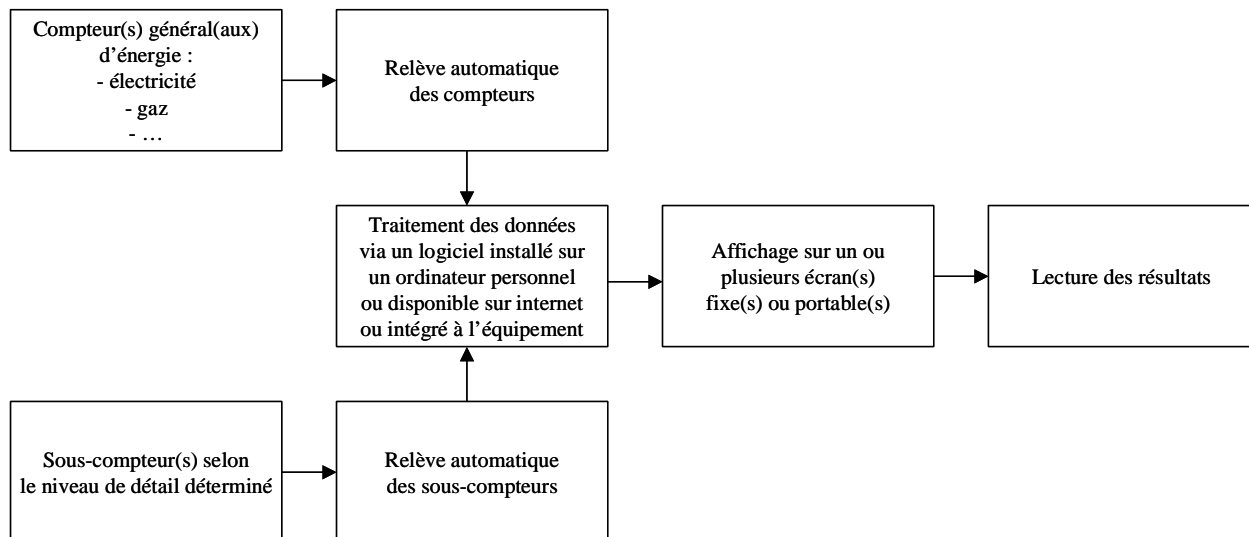 Compteur(s) général(aux)
d’énergie :
- électricité
- gaz
- …
Relève automatique
des compteurs
Traitement des données
via un logiciel installé sur
un ordinateur personnel
ou disponible sur internet
ou intégré à l’équipement
Affichage sur un ou
plusieurs écran(s)
fixe(s) ou portable(s)
Lecture des résultats
Sous-compteur(s) selon
le niveau de détail déterminé
Relève automatique
des sous-compteurs